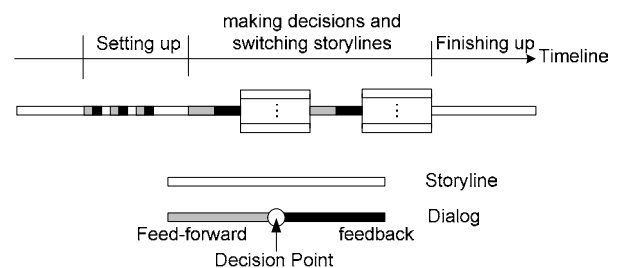 making decisions and
Setting up
switching storylines
Finishing up
Timeline
⋮
⋮
Storyline
Dialog
Feed-forward
feedback
Decision Point